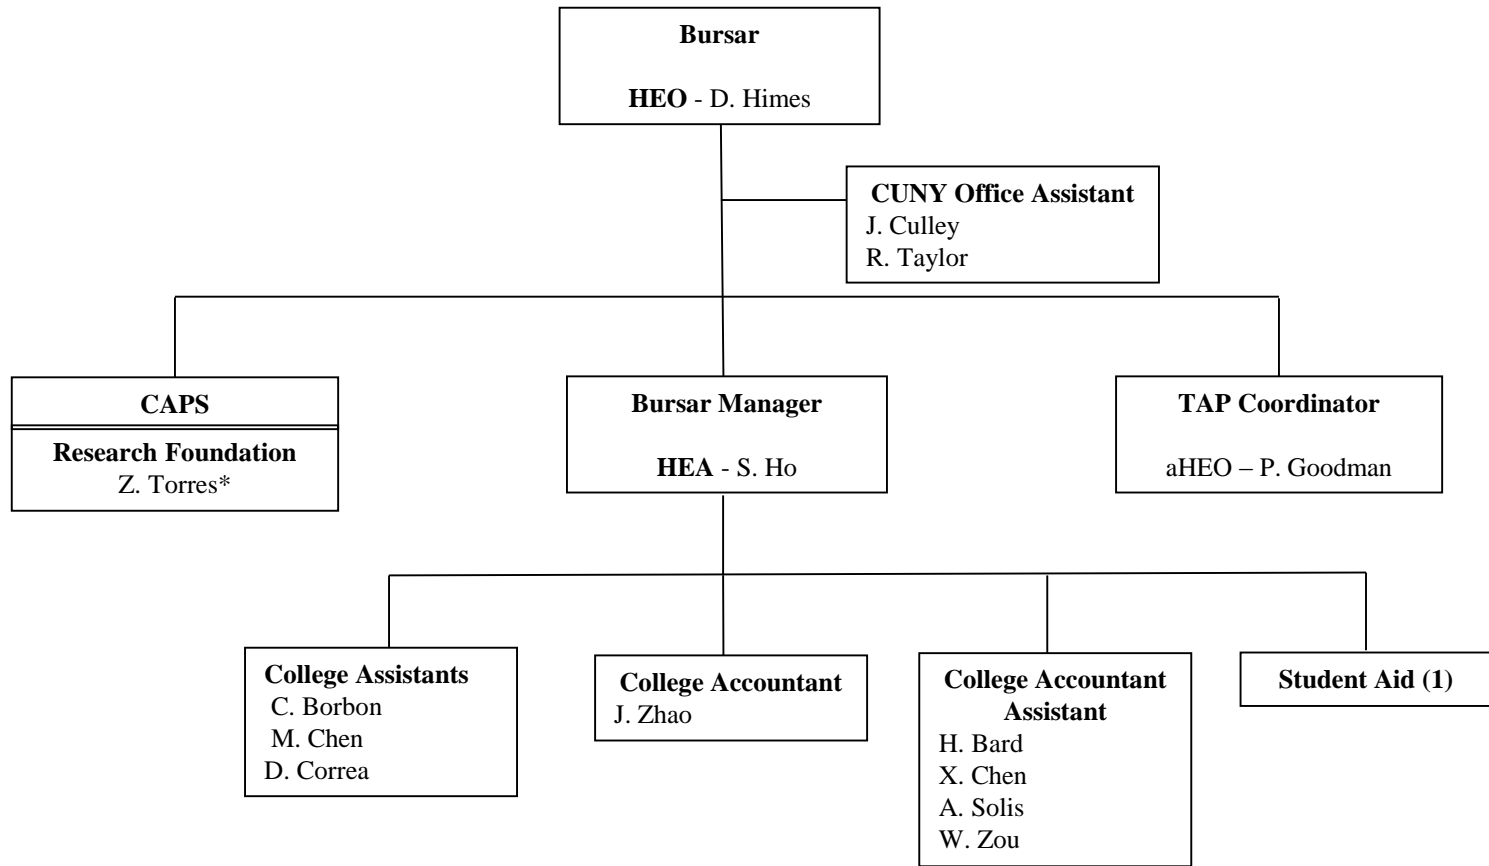 Bursar
HEO - D. Himes
CUNY Office Assistant
J. Culley
R. Taylor
CAPS
Research Foundation
Z. Torres*
Bursar Manager
HEA - S. Ho
TAP Coordinator
aHEO – P. Goodman
College Assistants
C. Borbon
M. Chen
D. Correa
College Accountant
J. Zhao
College Accountant
Assistant
H. Bard
X. Chen
A. Solis
W. Zou
Student Aid (1)